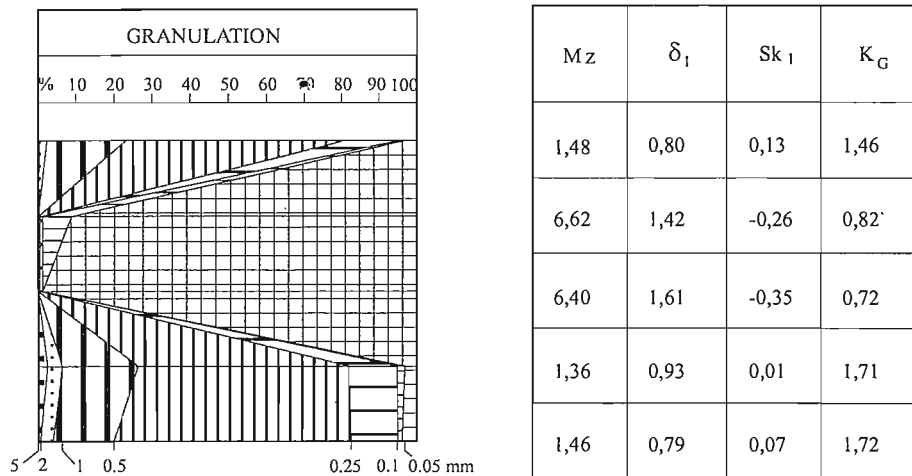 GRANULATION
% 10 20 30 40 50 60 70 80 90 100
5 2 1 0.5 0.25 0.1 0.05 mm
Mz δ1 Sk1 KG
1,48 0,80 0,13 1,46
6,62 1,42 -0,26 0,82
6,40 1,61 -0,35 0,72
1,36 0,93 0,01 1,71
1,46 0,79 0,07 1,72